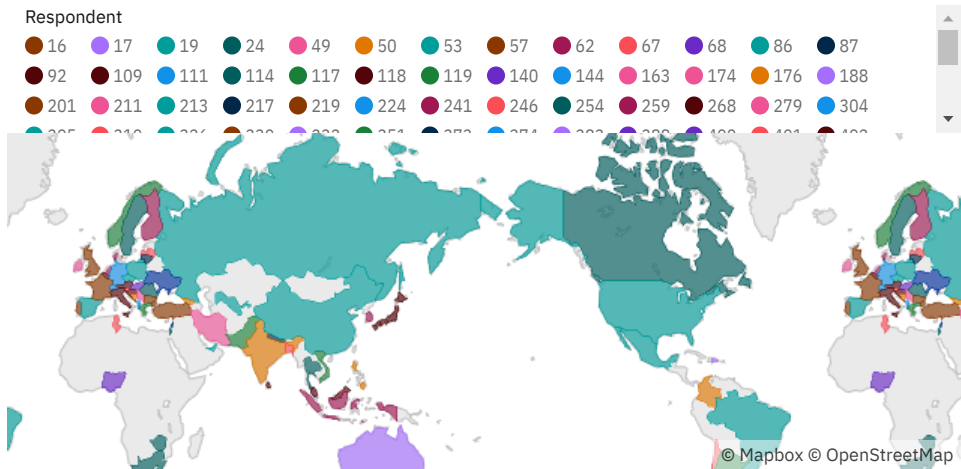 Respondent
16 17 19 24 49 50 53 57 62 67 68 86 87
92 109 111 114 117 118 119 140 144 163 174 176 188
201 211 213 217 219 224 241 246 254 259 268 279 304
© Mapbox © OpenStreetMap